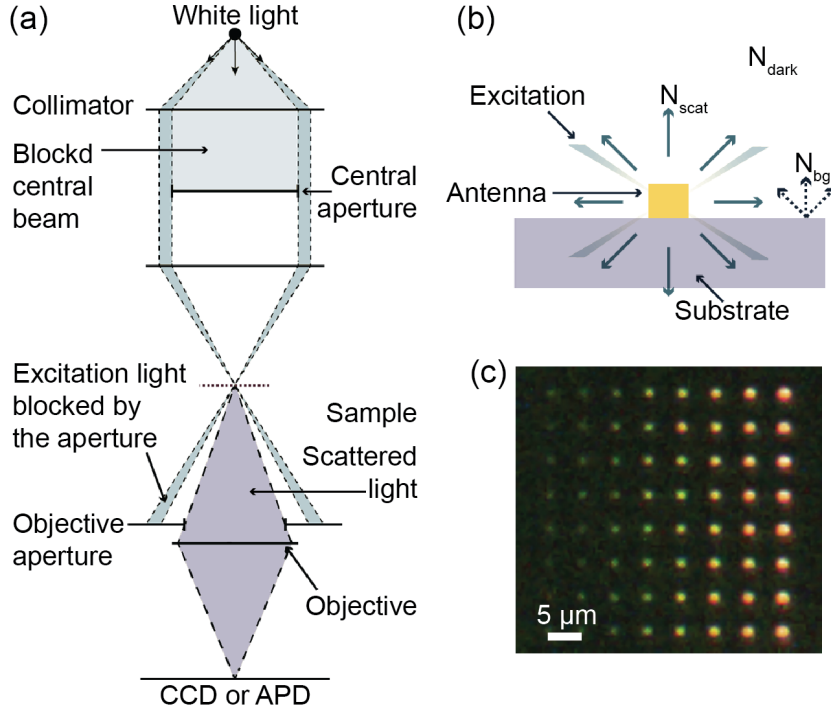 (a)
White light
Collimator
Blockd
central
beam
Central
aperture
Excitation light
blocked by
the aperture
Sample
Scattered
light
Objective
aperture
Objective
CCD or APD
(b)
N dark
Excitation
N scat
N bg
Antenna
Substrate
(c)
5 μm